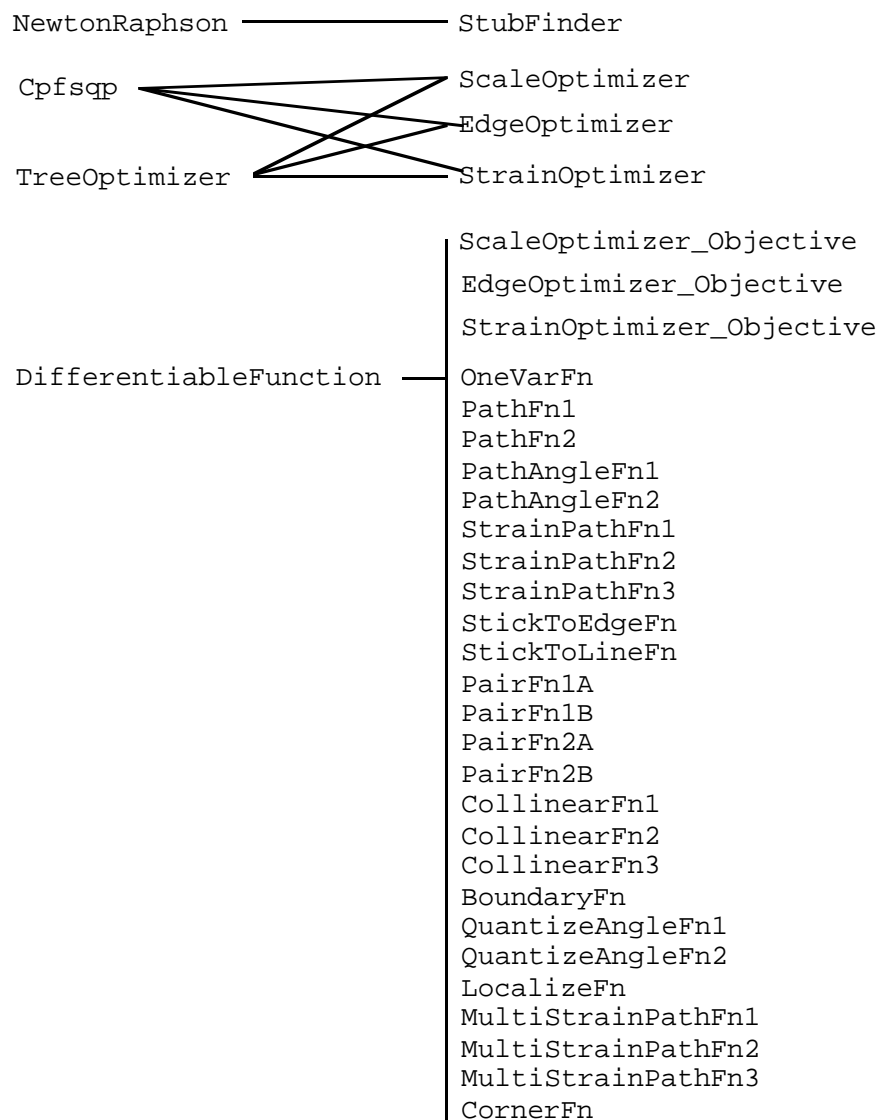 NewtonRaphson StubFinder
Cpfsqp ScaleOptimizer
EdgeOptimizer
TreeOptimizer StrainOptimizer
ScaleOptimizer_Objective
EdgeOptimizer_Objective
StrainOptimizer_Objective
DifferentiableFunction OneVarFn
PathFn1
PathFn2
PathAngleFn1
PathAngleFn2
StrainPathFn1
StrainPathFn2
StrainPathFn3
StickToEdgeFn
StickToLineFn
PairFn1A
PairFn1B
PairFn2A
PairFn2B
CollinearFn1
CollinearFn2
CollinearFn3
BoundaryFn
QuantizeAngleFn1
QuantizeAngleFn2
LocalizeFn
MultiStrainPathFn1
MultiStrainPathFn2
MultiStrainPathFn3
CornerFn